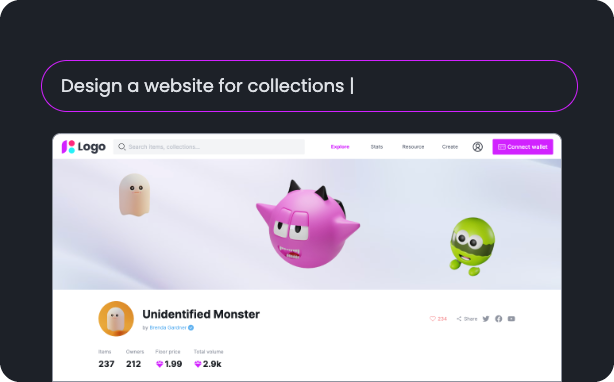 Design a website for collections |
Logo Search items, collections... Explore Stats Resource Create Connect wallet
Unidentified Monster
by Brenda Gardner
234 Share
Items Owners Floor price Total volume
237 212 1.99 2.9k